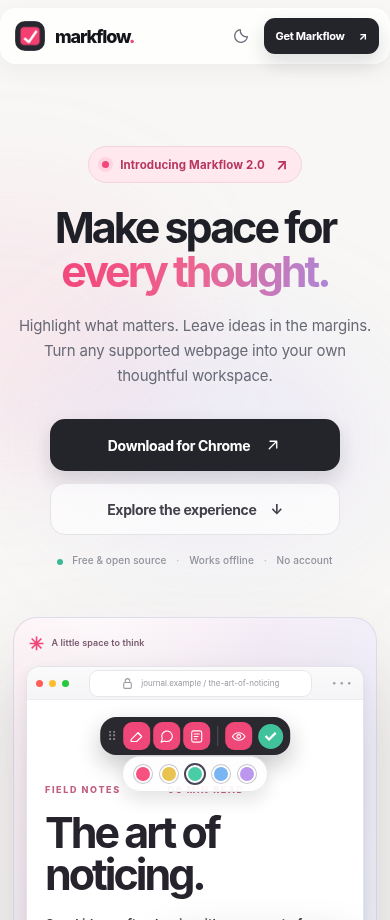 markflow.
Get Markflow
Introducing Markflow 2.0
Make space for
every thought.
Highlight what matters. Leave ideas in the margins.
Turn any supported webpage into your own
thoughtful workspace.
Download for Chrome
Explore the experience
Free & open source · Works offline · No account
A little space to think
journal.example / the-art-of-noticing
FIELD NOTES
The art of
noticing.